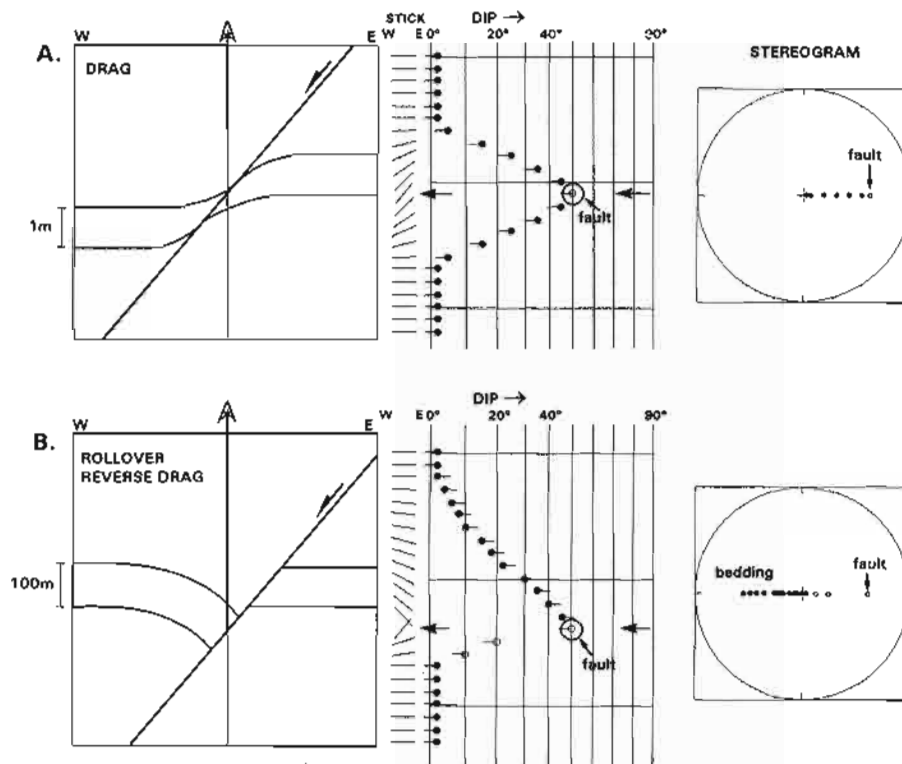 A.
W
E
DRAG
1m
STICK
W E
DIP →
0° 20° 40° 90°
fault
STEREOGRAM
fault
B.
W
E
ROLLOVER
REVERSE DRAG
100m
W E
DIP →
0° 20° 40° 90°
fault
bedding
fault